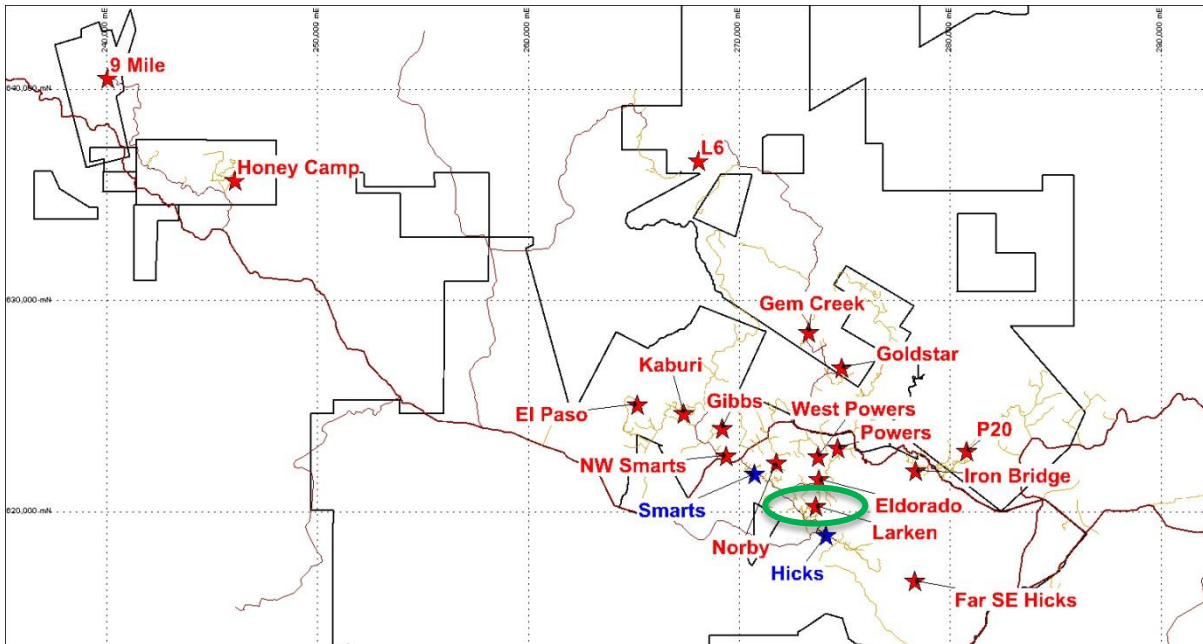 240,000 mE
250,000 mE
260,000 mE
270,000 mE
280,000 mE
290,000 mE
9 Mile
640,000 mN
L6
Honey Camp
630,000 mN
Gem Creek
Goldstar
Kaburi
Gibbs
El Paso
West Powers
Powers
P20
NW Smarts
Iron Bridge
Smarts
Eldorado
620,000 mN
Larken
Norby
Hicks
Far SE Hicks